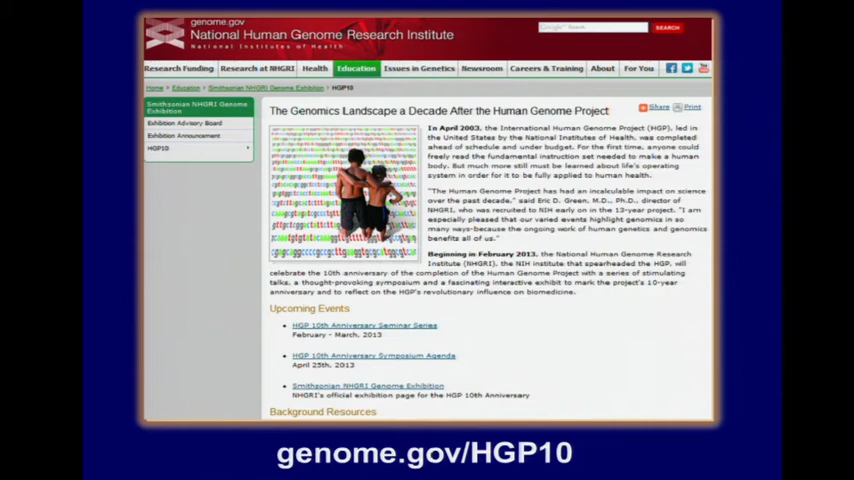 genome.gov
National Human Genome Research Institute
National Institutes of Health
SEARCH
Research Funding
Research at NHGRI
Health
Education
Issues in Genetics
Newsroom
Careers & Training
About
For You
Home > Education > Smithsonian NHGRI Genome Exhibition > HGP10
Smithsonian NHGRI Genome
Exhibition
Exhibition Advisory Board
Exhibition Announcement
HGP10
The Genomics Landscape a Decade After the Human Genome Project
Share
Print
In April 2003, the International Human Genome Project (HGP), led in
the United States by the National Institutes of Health, was completed
ahead of schedule and under budget. For the first time, anyone could
freely read the fundamental instruction set needed to make a human
body. But much more still must be learned about life's operating
system in order for it to be fully applied to human health.
"The Human Genome Project has had an incalculable impact on science
over the past decade," said Eric D. Green, M.D., Ph.D., director of
NHGRI, who was recruited to NIH early on in the 13-year project. "I am
especially pleased that our varied events highlight genomics in so
many ways-because the ongoing work of human genetics and genomics
benefits all of us."
Beginning in February 2013, the National Human Genome Research
Institute (NHGRI), the NIH institute that spearheaded the HGP, will
celebrate the 10th anniversary of the completion of the Human Genome Project with a series of stimulating
talks, a thought-provoking symposium and a fascinating interactive exhibit to mark the project's 10-year
anniversary and to reflect on the HGP's revolutionary influence on biomedicine.
Upcoming Events
HGP 10th Anniversary Seminar Series
February - March, 2013
HGP 10th Anniversary Symposium Agenda
April 25th, 2013
Smithsonian NHGRI Genome Exhibition
NHGRI's official exhibition page for the HGP 10th Anniversary
Background Resources
genome.gov/HGP10